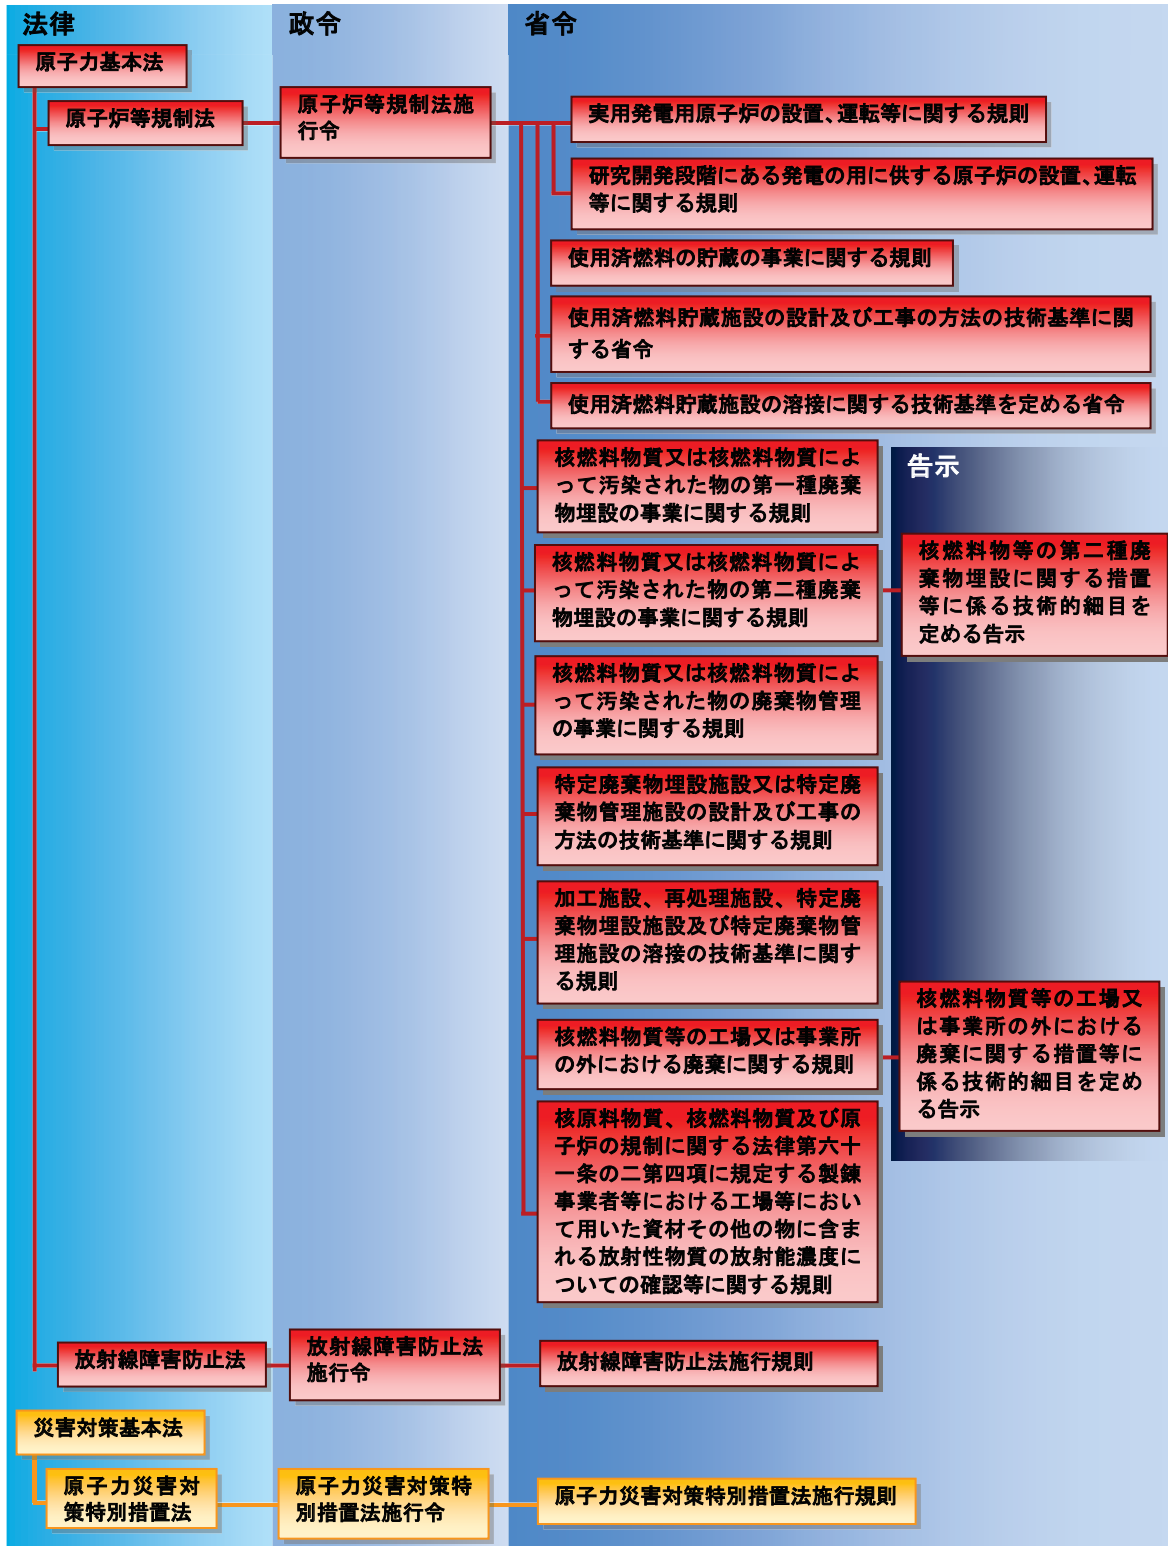 法律
政令
省令
原子力基本法
原子炉等規制法
原子炉等規制法施
行令
実用発電用原子炉の設置、運転等に関する規則
研究開発段階にある発電の用に供する原子炉の設置、運転
等に関する規則
使用済燃料の貯蔵の事業に関する規則
使用済燃料貯蔵施設の設計及び工事の方法の技術基準に関
する省令
使用済燃料貯蔵施設の溶接に関する技術基準を定める省令
核燃料物質又は核燃料物質によ
って汚染された物の第一種廃棄
物埋設の事業に関する規則
告示
核燃料物質又は核燃料物質によ
って汚染された物の第二種廃棄
物埋設の事業に関する規則
核燃料物等の第二種廃
棄物埋設に関する措置
等に係る技術的細目を
定める告示
核燃料物質又は核燃料物質によ
って汚染された物の廃棄物管理
の事業に関する規則
特定廃棄物埋設施設又は特定廃
棄物管理施設の設計及び工事の
方法の技術基準に関する規則
加工施設、再処理施設、特定廃
棄物埋設施設及び特定廃棄物管
理施設の溶接の技術基準に関す
る規則
核燃料物質等の工場又は事業所
の外における廃棄に関する規則
核燃料物質等の工場又
は事業所の外における
廃棄に関する措置等に
係る技術的細目を定め
る告示
核原料物質、核燃料物質及び原
子炉の規制に関する法律第六十
一条の二第四項に規定する製錬
事業者等における工場等におい
て用いた資材その他の物に含ま
れる放射性物質の放射能濃度に
ついての確認等に関する規則
放射線障害防止法
放射線障害防止法
施行令
放射線障害防止法施行規則
災害対策基本法
原子力災害対
策特別措置法
原子力災害対策特
別措置法施行令
原子力災害対策特別措置法施行規則